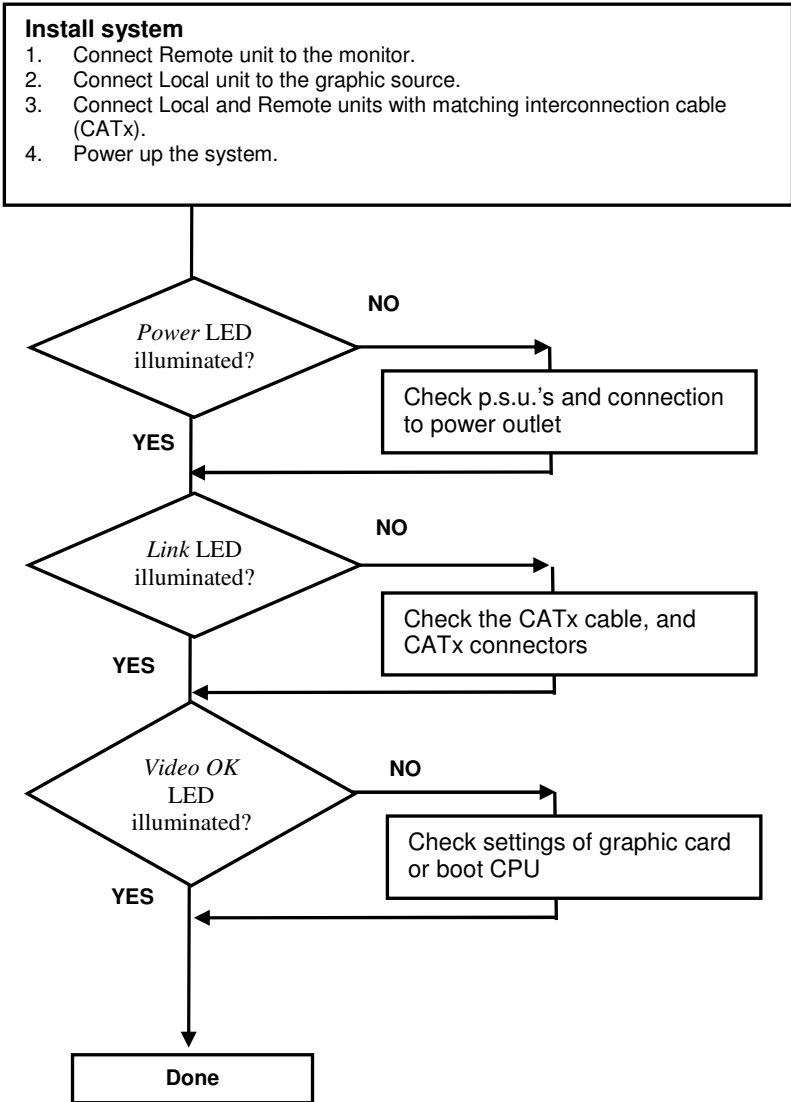 Install system
1. Connect Remote unit to the monitor.
2. Connect Local unit to the graphic source.
3. Connect Local and Remote units with matching interconnection cable
(CATx).
4. Power up the system.
Power LED
illuminated?
NO
Check p.s.u.'s and connection
to power outlet
YES
Link LED
illuminated?
NO
Check the CATx cable, and
CATx connectors
YES
Video OK
LED
illuminated?
NO
Check settings of graphic card
or boot CPU
YES
Done